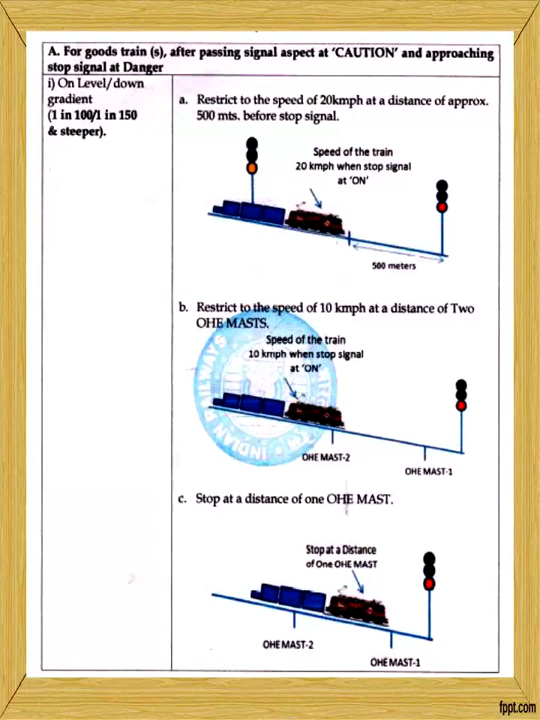 A. For goods train (s), after passing signal aspect at 'CAUTION' and approaching
stop signal at Danger
i) On Level/down
gradient
(1 in 100/1 in 150
& steeper).
a. Restrict to the speed of 20kmph at a distance of approx.
500 mts. before stop signal.
Speed of the train
20 kmph when stop signal
at 'ON'
500 meters
b. Restrict to the speed of 10 kmph at a distance of Two
OHE MASTS.
Speed of the train
10 kmph when stop signal
at 'ON'
INDIAN RAILWAYS
OHE MAST-2
OHE MAST-1
c. Stop at a distance of one OHE MAST.
Stop at a Distance
of One OHE MAST
OHE MAST-2
OHE MAST-1
fppt.com